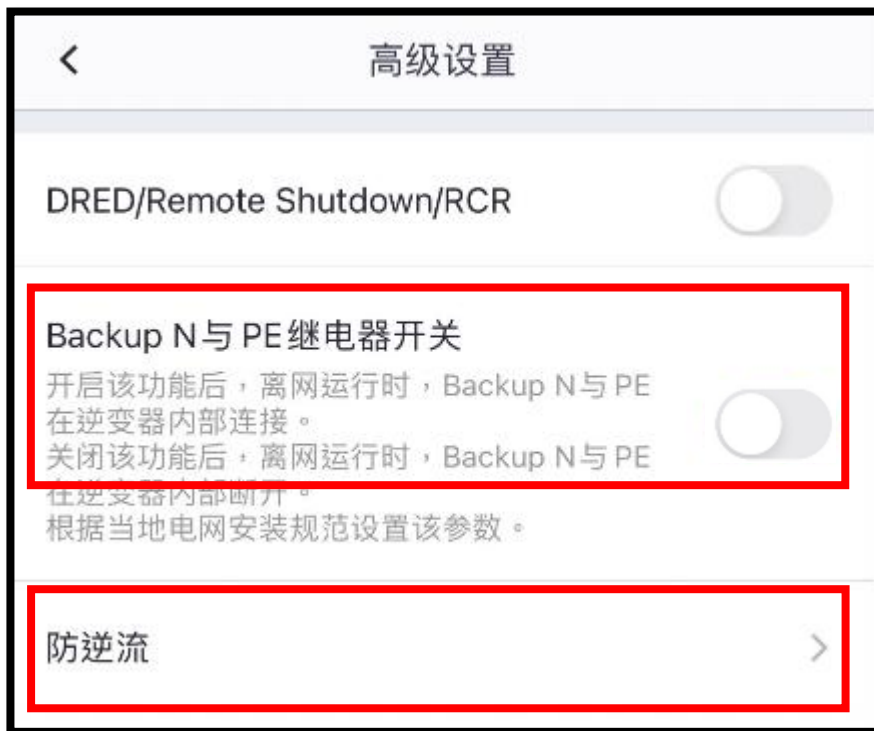 高级设置
DRED/Remote Shutdown/RCR
Backup N与PE继电器开关
开启该功能后，离网运行时，Backup N与PE
在逆变器内部连接。
关闭该功能后，离网运行时，Backup N与PE
在逆变器内部断开。
根据当地电网安装规范设置该参数。
防逆流